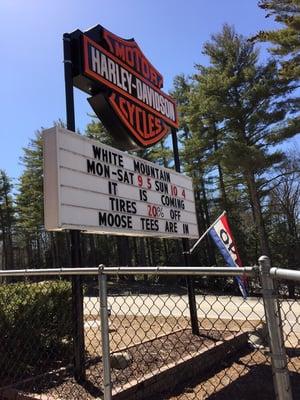 MOTOR
HARLEY-DAVIDSON
CYCLES
WHITE MOUNTAIN
MON-SAT 9 5 SUN 10 4
IT IS COMING
TIRES 20% OFF
MOOSE TEES ARE IN
OPEN